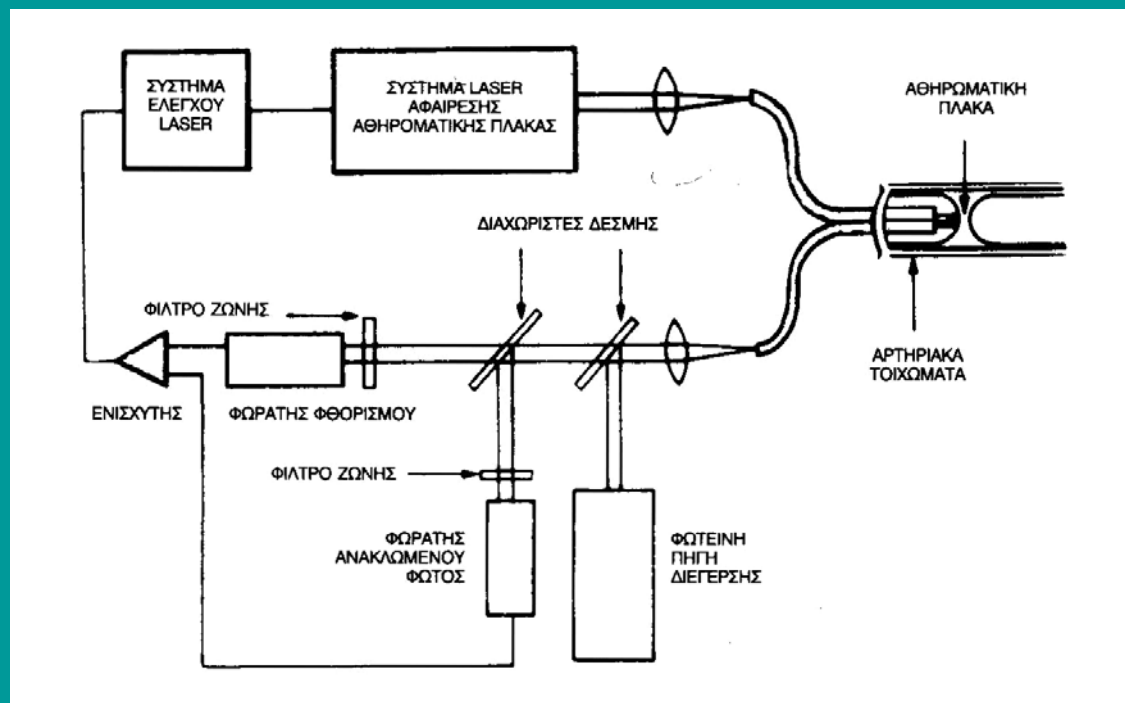 ΣΥΣΤΗΜΑ
ΕΛΕΓΧΟΥ
LASER
ΣΥΣΤΗΜΑ LASER
ΑΦΑΙΡΕΣΗΣ
ΑΘΗΡΟΜΑΤΙΚΗΣ ΠΛΑΚΑΣ
ΑΘΗΡΩΜΑΤΙΚΗ
ΠΛΑΚΑ
ΔΙΑΧΩΡΙΣΤΕΣ ΔΕΣΜΗΣ
ΦΙΛΤΡΟ ΖΩΝΗΣ
ΑΡΤΗΡΙΑΚΑ
ΤΟΙΧΩΜΑΤΑ
ΕΝΙΣΧΥΤΗΣ
ΦΩΡΑΤΗΣ ΦΘΟΡΙΣΜΟΥ
ΦΙΛΤΡΟ ΖΩΝΗΣ
ΦΩΡΑΤΗΣ
ΑΝΑΚΛΩΜΕΝΟΥ
ΦΩΤΟΣ
ΦΩΤΕΙΝΗ
ΠΗΓΗ
ΔΙΕΓΕΡΣΗΣ